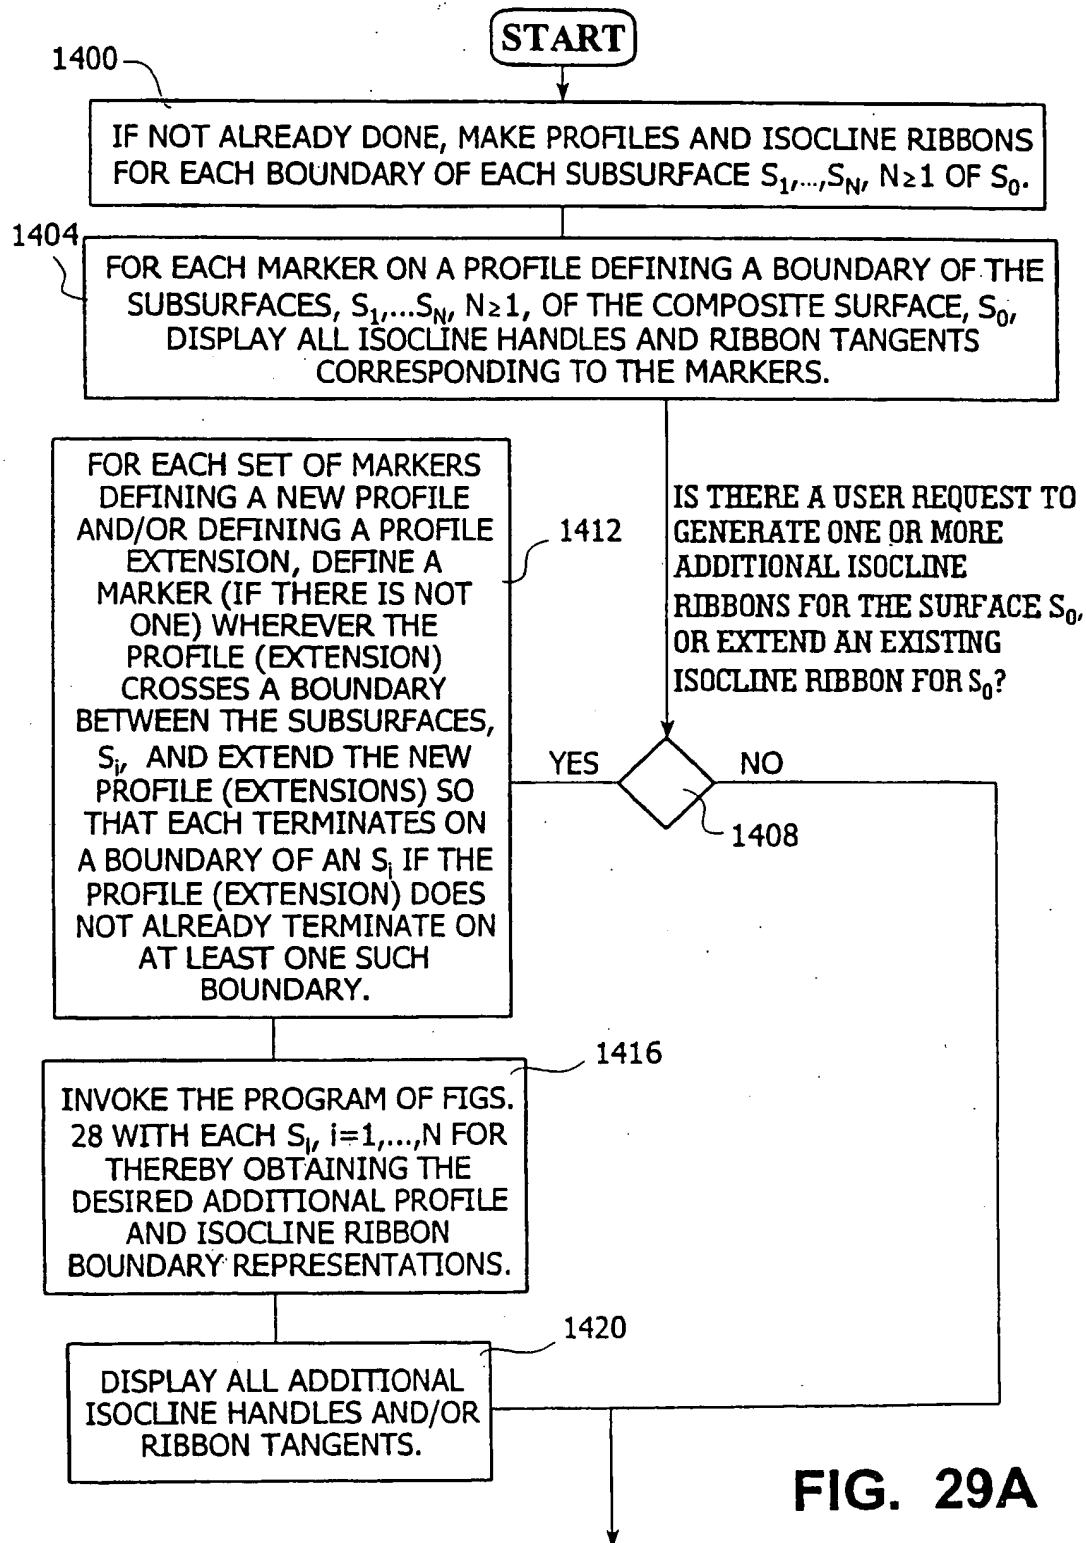 START
1400
IF NOT ALREADY DONE, MAKE PROFILES AND ISOCLINE RIBBONS
FOR EACH BOUNDARY OF EACH SUBSURFACE S₁,...,S_N, N≥1 OF S₀.
1404
FOR EACH MARKER ON A PROFILE DEFINING A BOUNDARY OF THE
SUBSURFACES, S₁,...S_N, N≥1, OF THE COMPOSITE SURFACE, S₀,
DISPLAY ALL ISOCLINE HANDLES AND RIBBON TANGENTS
CORRESPONDING TO THE MARKERS.
IS THERE A USER REQUEST TO
GENERATE ONE OR MORE
ADDITIONAL ISOCLINE
RIBBONS FOR THE SURFACE S₀,
OR EXTEND AN EXISTING
ISOCLINE RIBBON FOR S₀?
YES
NO
1408
FOR EACH SET OF MARKERS
DEFINING A NEW PROFILE
AND/OR DEFINING A PROFILE
EXTENSION, DEFINE A
MARKER (IF THERE IS NOT
ONE) WHEREVER THE
PROFILE (EXTENSION)
CROSSES A BOUNDARY
BETWEEN THE SUBSURFACES,
Sᵢ, AND EXTEND THE NEW
PROFILE (EXTENSIONS) SO
THAT EACH TERMINATES ON
A BOUNDARY OF AN Sᵢ IF THE
PROFILE (EXTENSION) DOES
NOT ALREADY TERMINATE ON
AT LEAST ONE SUCH
BOUNDARY.
1412
1416
INVOKE THE PROGRAM OF FIGS.
28 WITH EACH Sᵢ, i=1,...,N FOR
THEREBY OBTAINING THE
DESIRED ADDITIONAL PROFILE
AND ISOCLINE RIBBON
BOUNDARY REPRESENTATIONS.
1420
DISPLAY ALL ADDITIONAL
ISOCLINE HANDLES AND/OR
RIBBON TANGENTS.
FIG. 29A